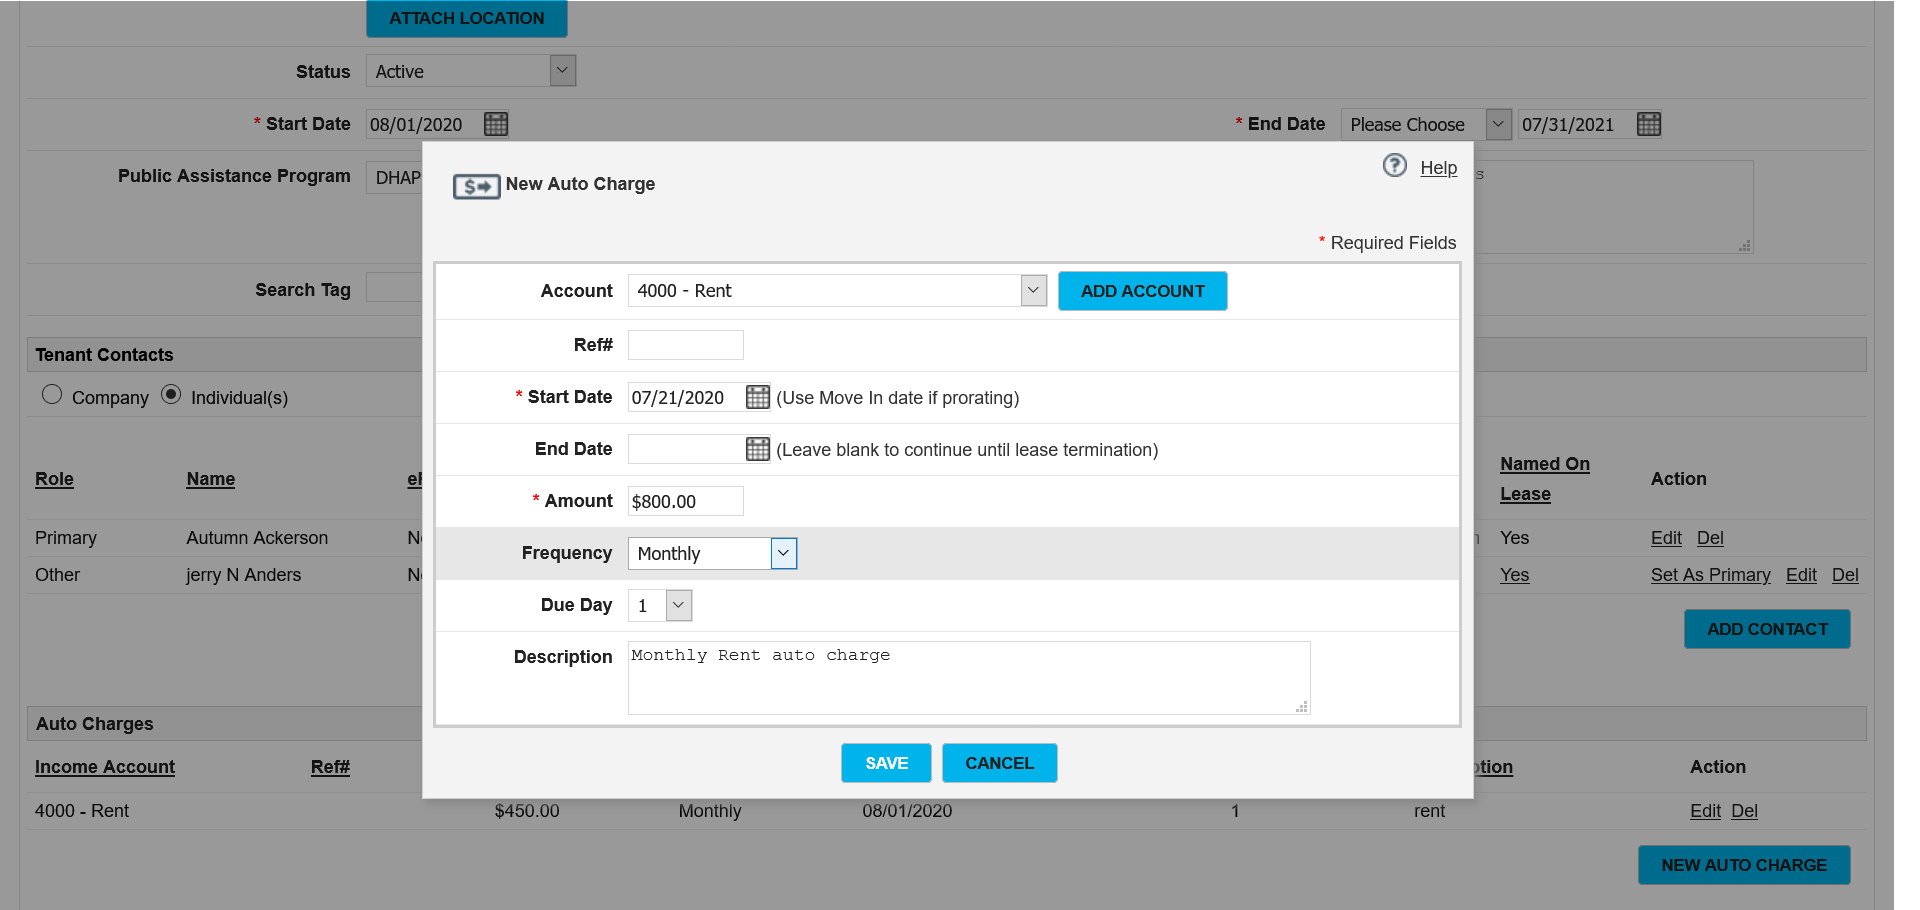 ATTACH LOCATION
Status Active
* Start Date 08/01/2020 * End Date Please Choose 07/31/2021
Public Assistance Program DHAP
Help
New Auto Charge
* Required Fields
Search Tag
Account 4000 - Rent ADD ACCOUNT
Ref#
* Start Date 07/21/2020 (Use Move In date if prorating)
End Date (Leave blank to continue until lease termination)
* Amount $800.00
Frequency Monthly
Due Day 1
Description Monthly Rent auto charge
SAVE CANCEL
Tenant Contacts
Company Individual(s)
Role Name Named On Lease Action
Primary Autumn Ackerson Yes Edit Del
Other jerry N Anders Yes Set As Primary Edit Del
ADD CONTACT
Auto Charges
Income Account Ref# Action
4000 - Rent $450.00 Monthly 08/01/2020 1 rent Edit Del
NEW AUTO CHARGE